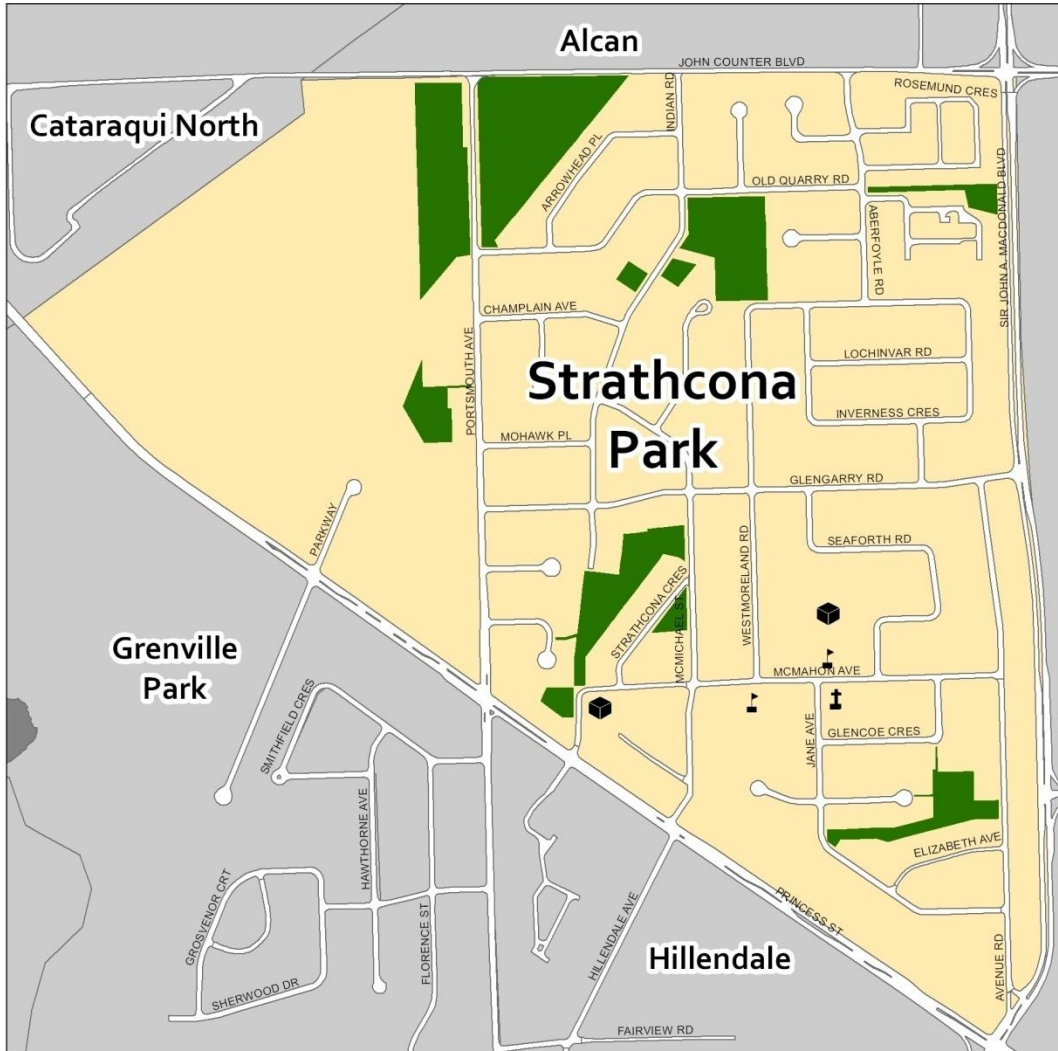 Alcan
JOHN COUNTER BLVD
ROSEMUND CRES
Cataraqui North
INDIAN RD
ARROWHEAD PL
OLD QUARRY RD
ABERFOYLE RD
SIR JOHN A. MACDONALD BLVD
CHAMPLAIN AVE
PORTSMOUTH AVE
LOCHINVAR RD
Strathcona
Park
INVERNESS CRES
MOHAWK PL
GLENGARRY RD
PARKWAY
SEAFORTH RD
WESTMORELAND RD
STRATHCONA CRES
MCMICHAEL ST
Grenville
Park
MCMAHON AVE
SMITHFIELD CRES
JANE AVE
GLENCOE CRES
HAWTHORNE AVE
ELIZABETH AVE
PRINCESS ST
GROSVENOR CRT
FLORENCE ST
HILLENDALE AVE
Hillendale
AVENUE RD
SHERWOOD DR
FAIRVIEW RD